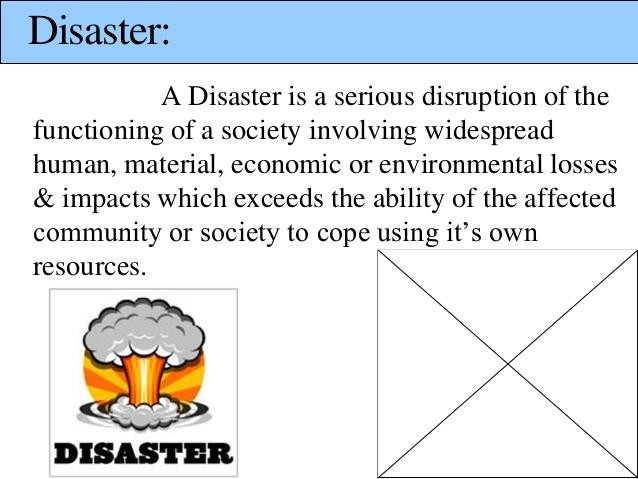 Disaster:
A Disaster is a serious disruption of the
functioning of a society involving widespread
human, material, economic or environmental losses
& impacts which exceeds the ability of the affected
community or society to cope using it’s own
resources.
DISASTER